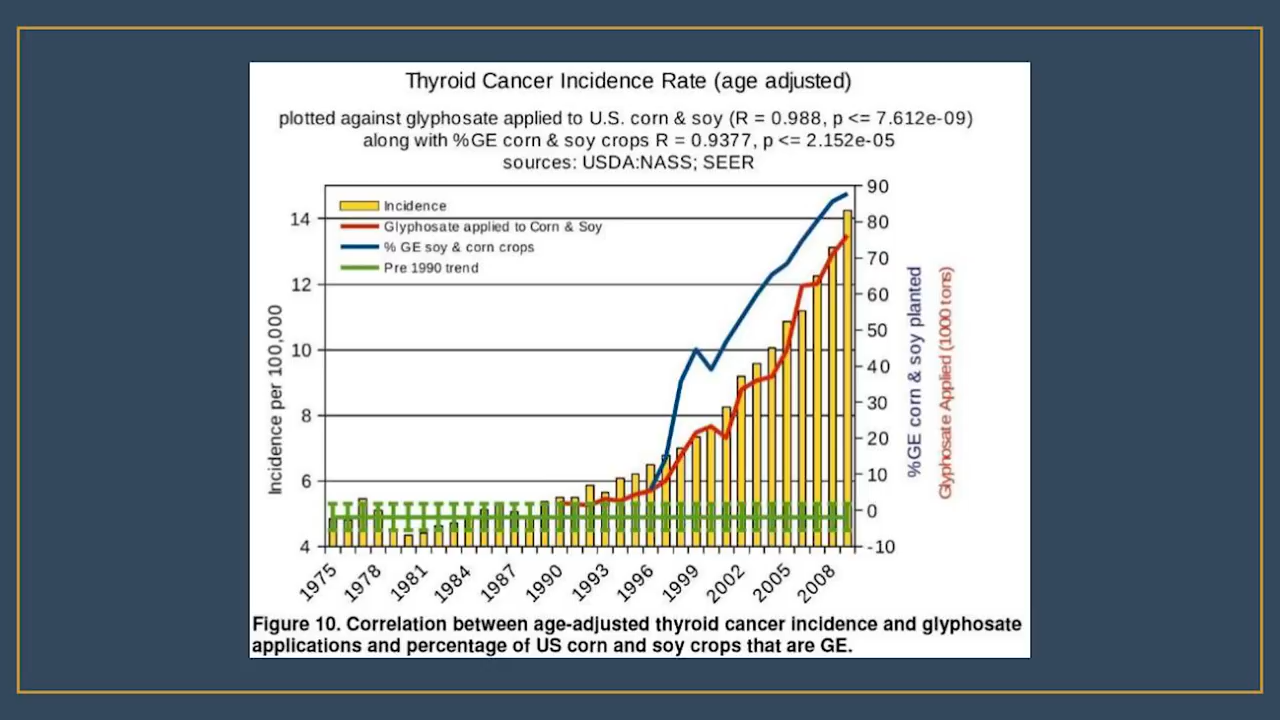 Thyroid Cancer Incidence Rate (age adjusted)
plotted against glyphosate applied to U.S. corn & soy (R = 0.988, p <= 7.612e-09)
along with %GE corn & soy crops R = 0.9377, p <= 2.152e-05
sources: USDA:NASS; SEER
Incidence
Glyphosate applied to Corn & Soy
% GE soy & corn crops
Pre 1990 trend
Incidence per 100,000
14
12
10
8
6
4
90
80
70
60
50
40
30
20
10
0
-10
%GE corn & soy planted
Glyphosate Applied (1000 tons)
1975
1978
1981
1984
1987
1990
1993
1996
1999
2002
2005
2008
Figure 10. Correlation between age-adjusted thyroid cancer incidence and glyphosate
applications and percentage of US corn and soy crops that are GE.